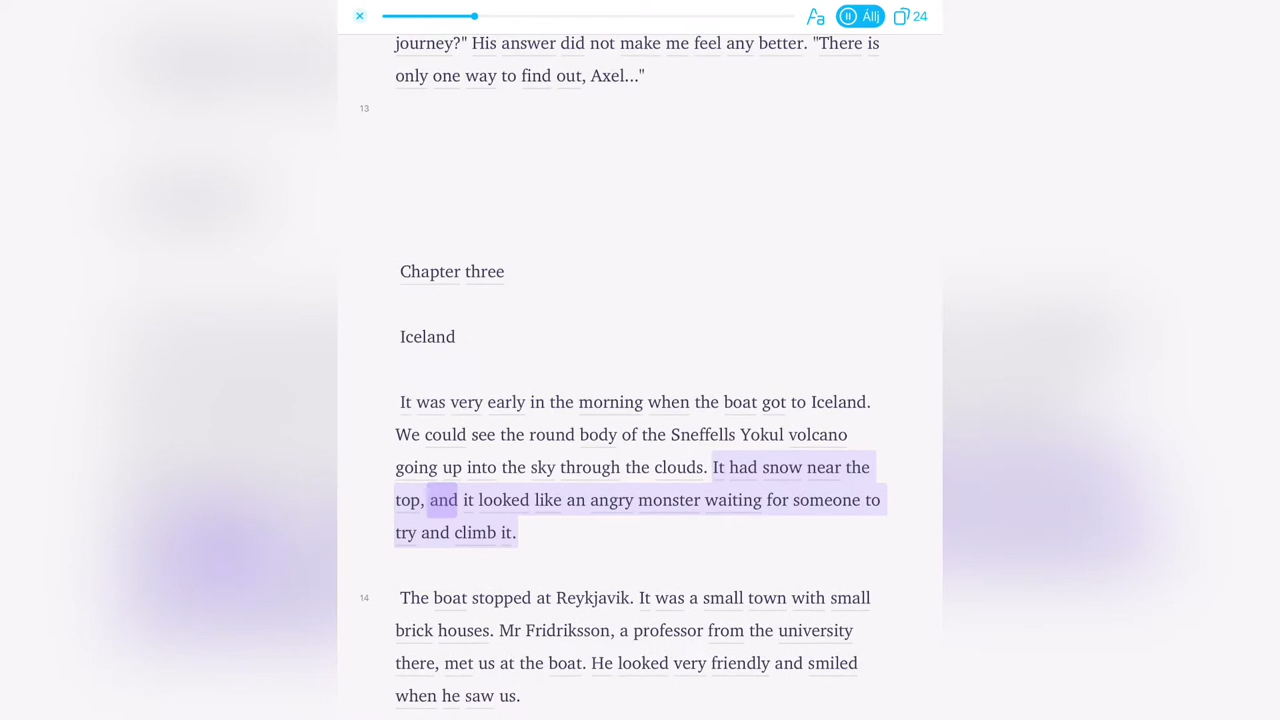 Aa
Állj
24
journey?" His answer did not make me feel any better. "There is
only one way to find out, Axel..."
13
Chapter three
Iceland
It was very early in the morning when the boat got to Iceland.
We could see the round body of the Sneffells Yokul volcano
going up into the sky through the clouds. It had snow near the
top, and it looked like an angry monster waiting for someone to
try and climb it.
14
The boat stopped at Reykjavik. It was a small town with small
brick houses. Mr Fridriksson, a professor from the university
there, met us at the boat. He looked very friendly and smiled
when he saw us.